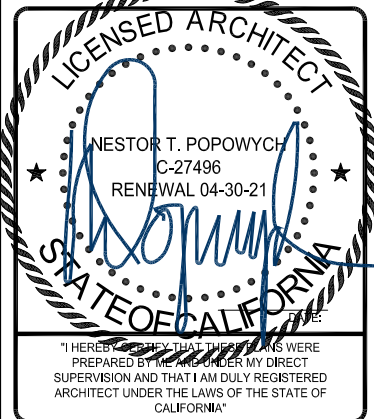 LICENSED ARCHITECT
NESTOR T. POPOWYCH
C-27496
RENEWAL 04-30-21
STATE OF CALIFORNIA
DATE:
"I HEREBY CERTIFY THAT THESE PLANS WERE
PREPARED BY ME AND UNDER MY DIRECT
SUPERVISION AND THAT I AM DULY REGISTERED
ARCHITECT UNDER THE LAWS OF THE STATE OF
CALIFORNIA"